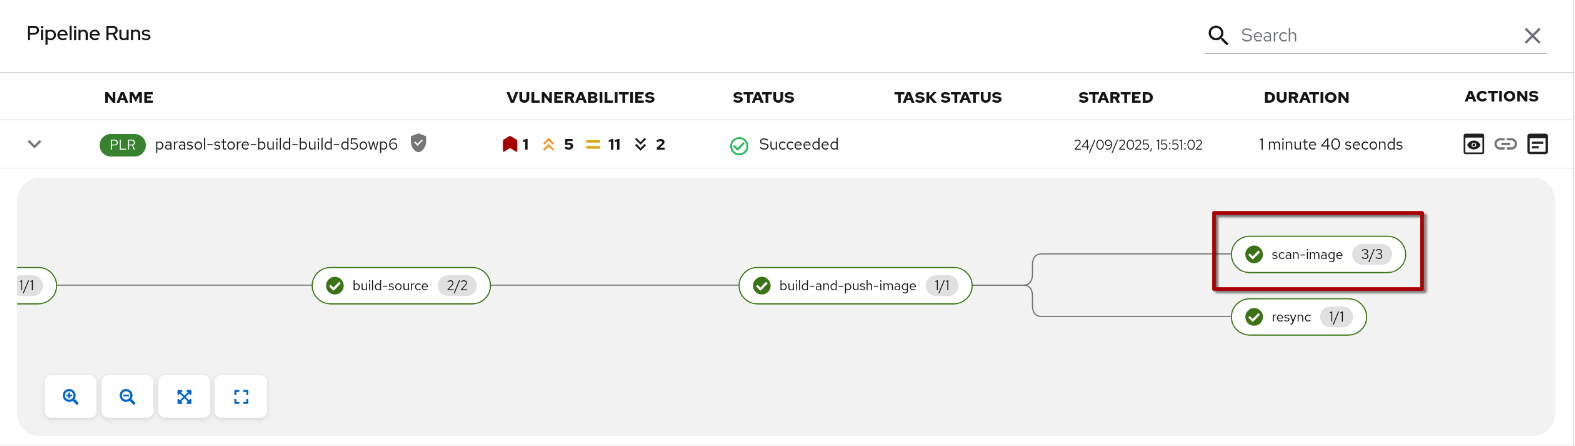 Pipeline Runs
Search
NAME VULNERABILITIES STATUS TASK STATUS STARTED DURATION ACTIONS
PLR parasol-store-build-build-d5owp6 1 5 11 2 Succeeded 24/09/2025, 15:51:02 1 minute 40 seconds
scan-image 3/3
1/1 build-source 2/2 build-and-push-image 1/1
resync 1/1